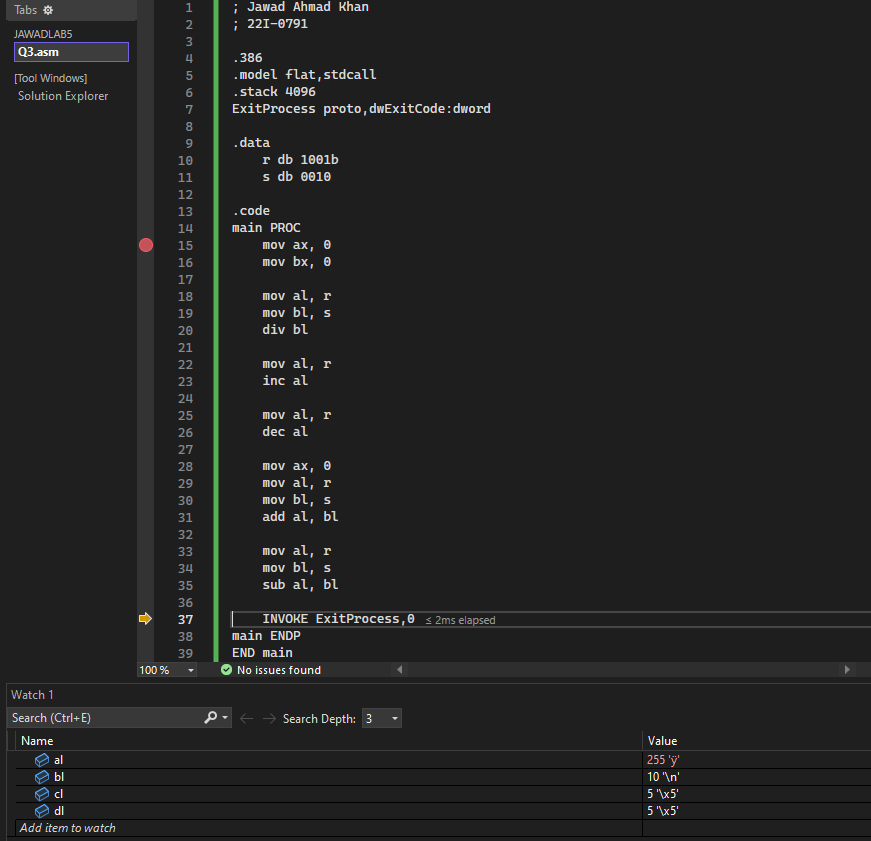 Tabs
JAWADLAB5
Q3.asm
[Tool Windows]
Solution Explorer
1 ; Jawad Ahmad Khan
2 ; 22I-0791
3
4 .386
5 .model flat,stdcall
6 .stack 4096
7 ExitProcess proto,dwExitCode:dword
8
9 .data
10 r db 1001b
11 s db 0010
12
13 .code
14 main PROC
15 mov ax, 0
16 mov bx, 0
17
18 mov al, r
19 mov bl, s
20 div bl
21
22 mov al, r
23 inc al
24
25 mov al, r
26 dec al
27
28 mov ax, 0
29 mov al, r
30 mov bl, s
31 add al, bl
32
33 mov al, r
34 mov bl, s
35 sub al, bl
36
37 INVOKE ExitProcess,0 ≤ 2ms elapsed
38 main ENDP
39 END main
100 % No issues found
Watch 1
Search (Ctrl+E) Search Depth: 3
Name Value
al 255 'ÿ'
bl 10 '\n'
cl 5 '\x5'
dl 5 '\x5'
Add item to watch